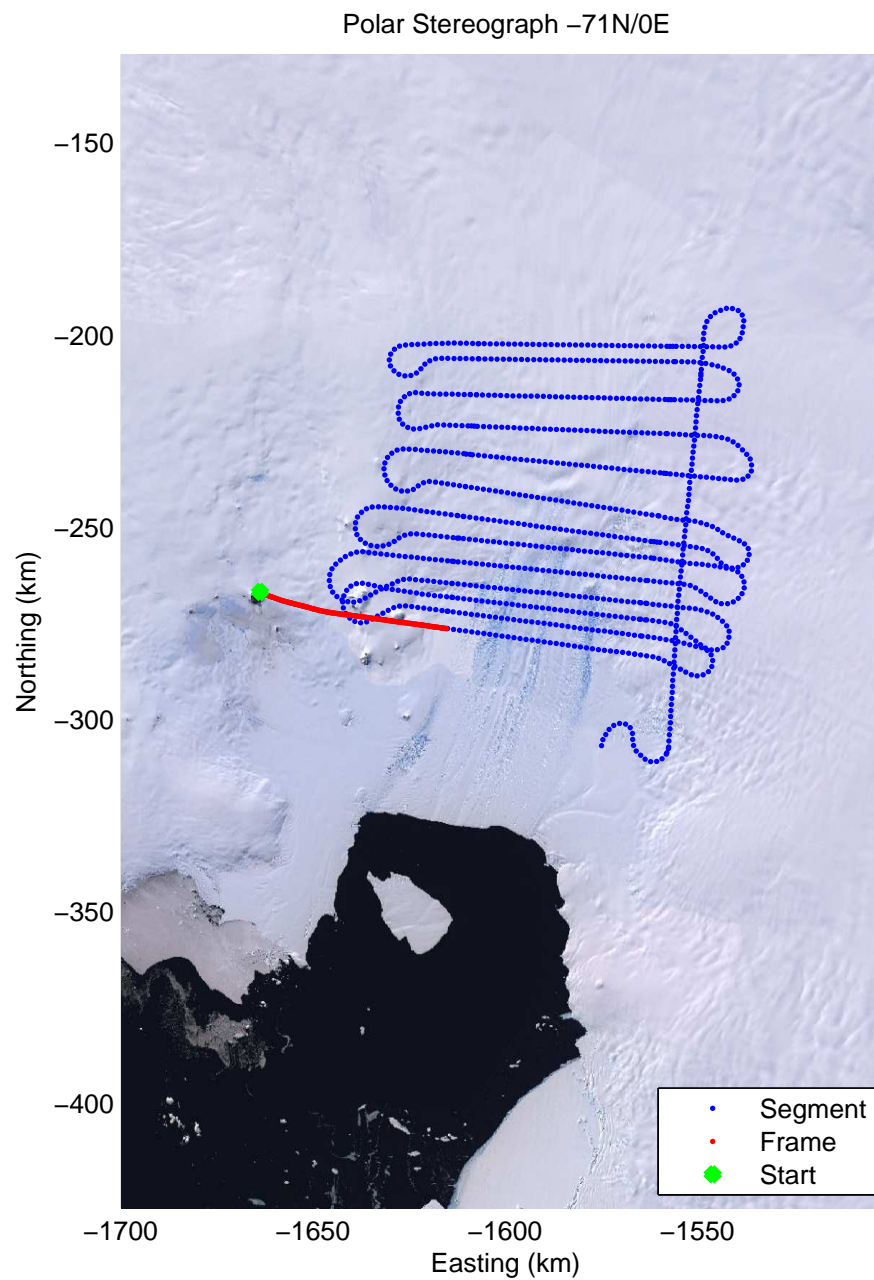 Polar Stereograph −71N/0E
−150
−200
−250
−300
−350
−400
Northing (km)
−1700
−1650
−1600
−1550
Easting (km)
Segment
Frame
Start